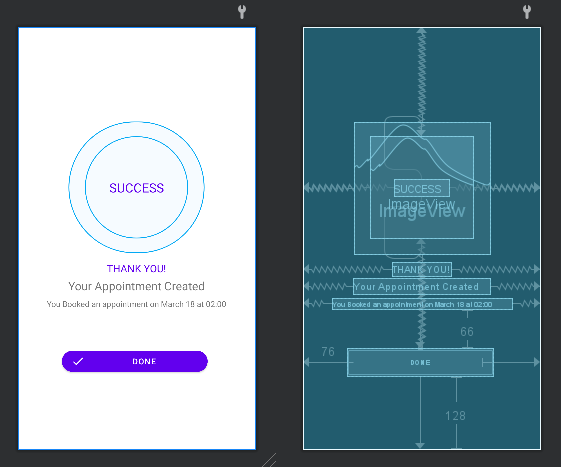 SUCCESS
THANK YOU!
Your Appointment Created
You Booked an appointment on March 18 at 02:00
DONE
SUCCESS
ImageView
ImageView
THANK YOU!
Your Appointment Created
You Booked an appointment on March 18 at 02:00
66
76
DONE
128